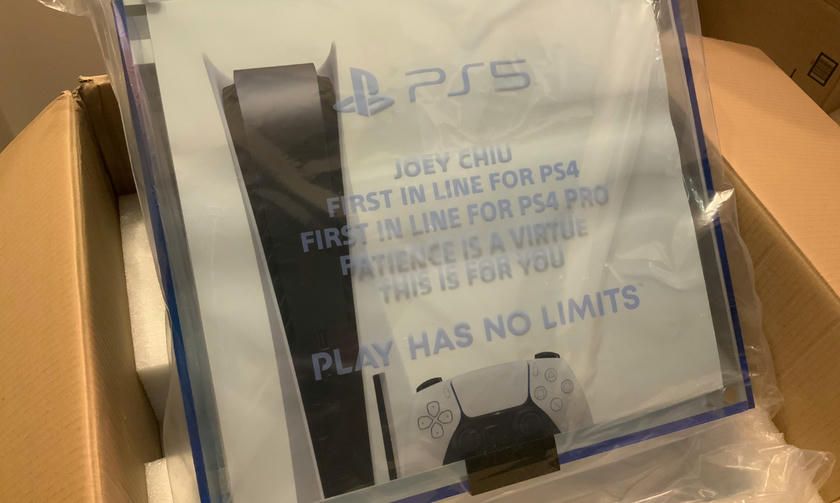 PS5
JOEY CHIU
FIRST IN LINE FOR PS4
FIRST IN LINE FOR PS4 PRO
PATIENCE IS A VIRTUE
THIS IS FOR YOU
PLAY HAS NO LIMITS™